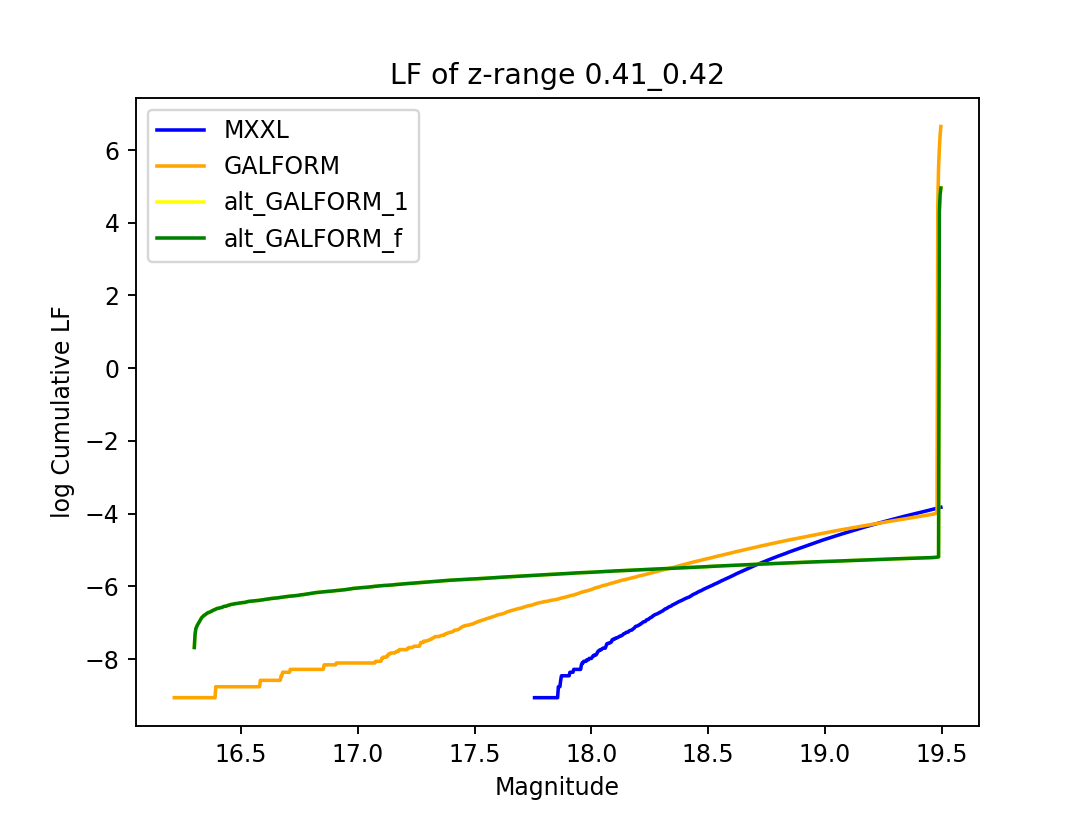 LF of z-range 0.41_0.42
MXXL
GALFORM
alt_GALFORM_1
alt_GALFORM_f
log Cumulative LF
6
4
2
0
−2
−4
−6
−8
16.5 17.0 17.5 18.0 18.5 19.0 19.5
Magnitude